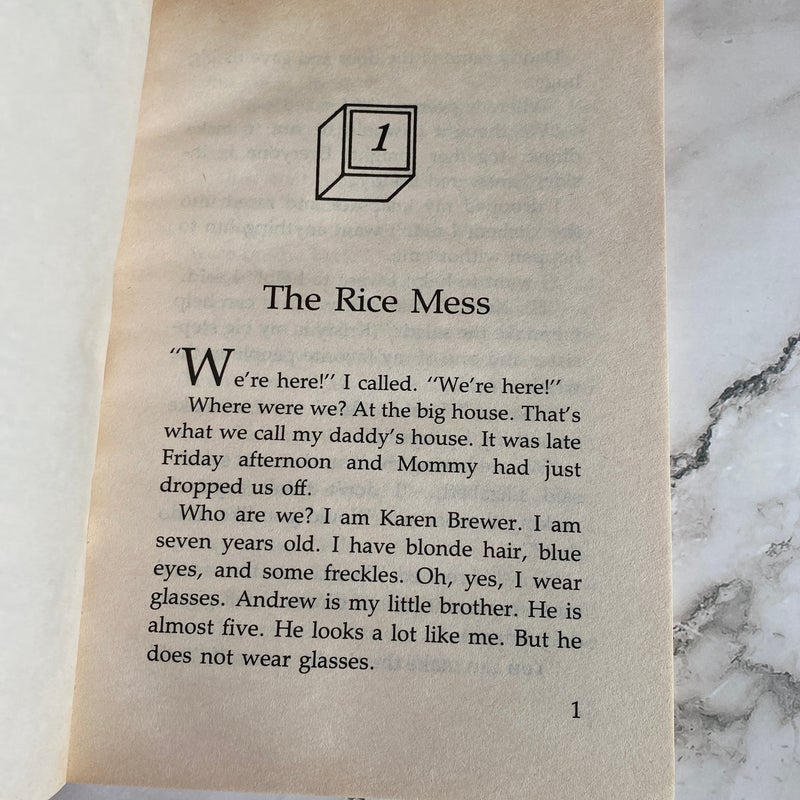 1
The Rice Mess
“We’re here!” I called. “We’re here!”
Where were we? At the big house. That’s
what we call my daddy’s house. It was late
Friday afternoon and Mommy had just
dropped us off.
Who are we? I am Karen Brewer. I am
seven years old. I have blonde hair, blue
eyes, and some freckles. Oh, yes, I wear
glasses. Andrew is my little brother. He is
almost five. He looks a lot like me. But he
does not wear glasses.
1